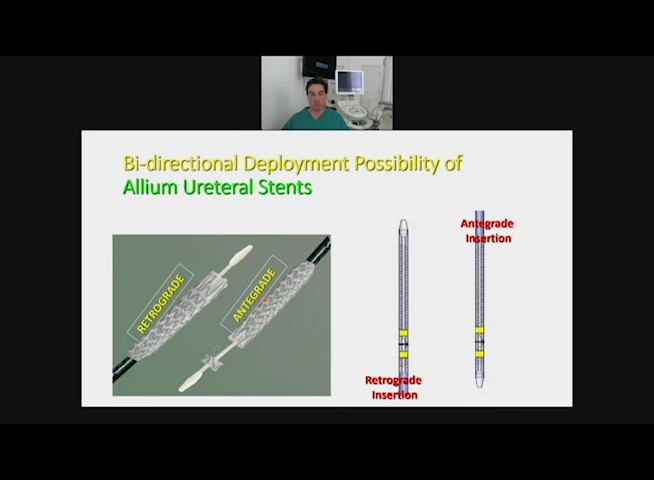 Bi-directional Deployment Possibility of
Allium Ureteral Stents
RETROGRADE
ANTEGRADE
Antegrade
Insertion
Retrograde
Insertion